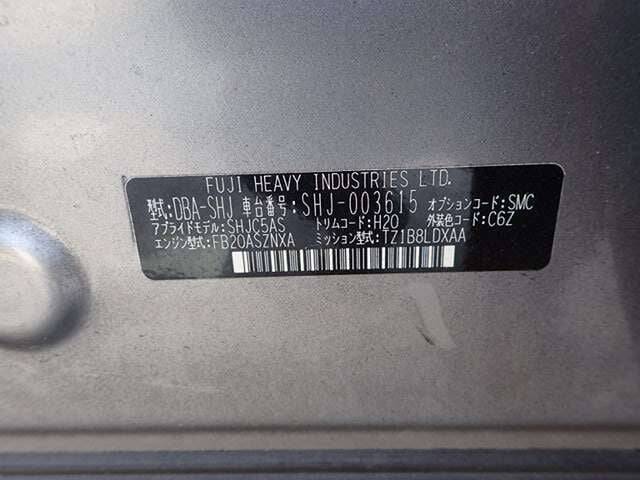 FUJI HEAVY INDUSTRIES LTD.
型式:DBA-SHJ 車台番号:SHJ-003615 オプションコード:SMC
アプライドモデル:SHJC5AS トリムコード:H20 外装色コード:C6Z
エンジン型式:FB20ASZNXA ミッション型式:TZ1B8LDXAA